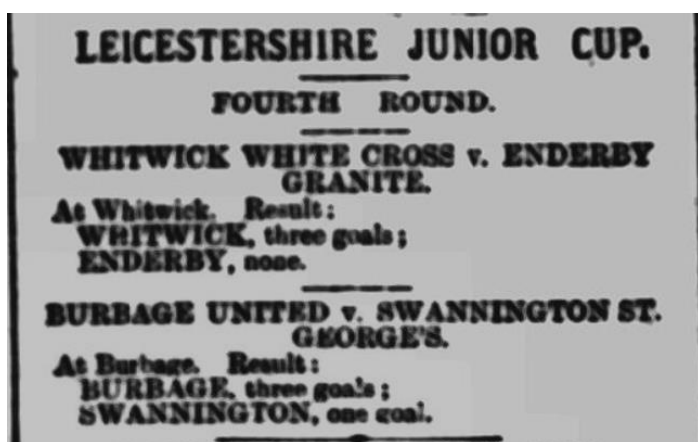 LEICESTERSHIRE JUNIOR CUP.
FOURTH ROUND.
WHITWICK WHITE CROSS v. ENDERBY
GRANITE.
At Whitwick. Result:
WHITWICK, three goals;
ENDERBY, none.
BURBAGE UNITED v. SWANNINGTON ST.
GEORGE'S.
At Burbage. Result:
BURBAGE, three goals;
SWANNINGTON, one goal.